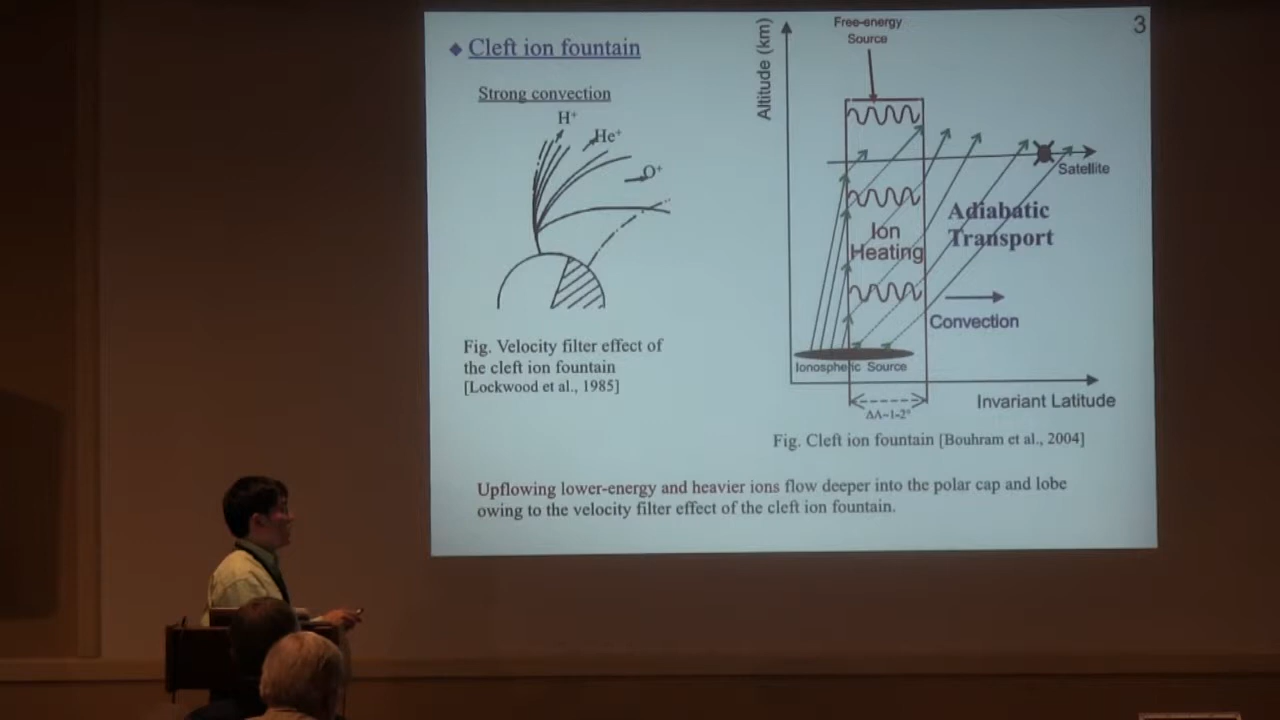 3
◆ Cleft ion fountain
Strong convection
H⁺
He⁺
O⁺
Fig. Velocity filter effect of
the cleft ion fountain
[Lockwood et al., 1985]
Altitude (km)
Free-energy
Source
Satellite
Adiabatic
Transport
Ion
Heating
Convection
Ionospheric Source
Invariant Latitude
ΔΛ~1-2°
Fig. Cleft ion fountain [Bouhram et al., 2004]
Upflowing lower-energy and heavier ions flow deeper into the polar cap and lobe
owing to the velocity filter effect of the cleft ion fountain.